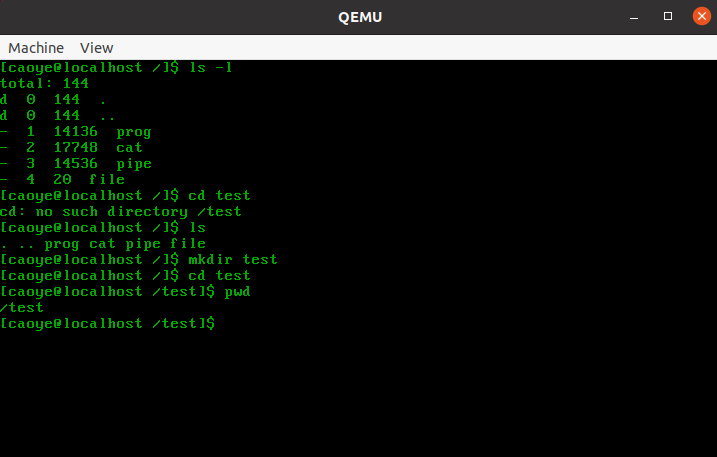 QEMU
Machine View
[caoye@localhost /]$ ls -l
total: 144
d  0  144  .
d  0  144  ..
-  1  14136  prog
-  2  17748  cat
-  3  14536  pipe
-  4  20  file
[caoye@localhost /]$ cd test
cd: no such directory /test
[caoye@localhost /]$ ls
. .. prog cat pipe file
[caoye@localhost /]$ mkdir test
[caoye@localhost /]$ cd test
[caoye@localhost /test]$ pwd
/test
[caoye@localhost /test]$